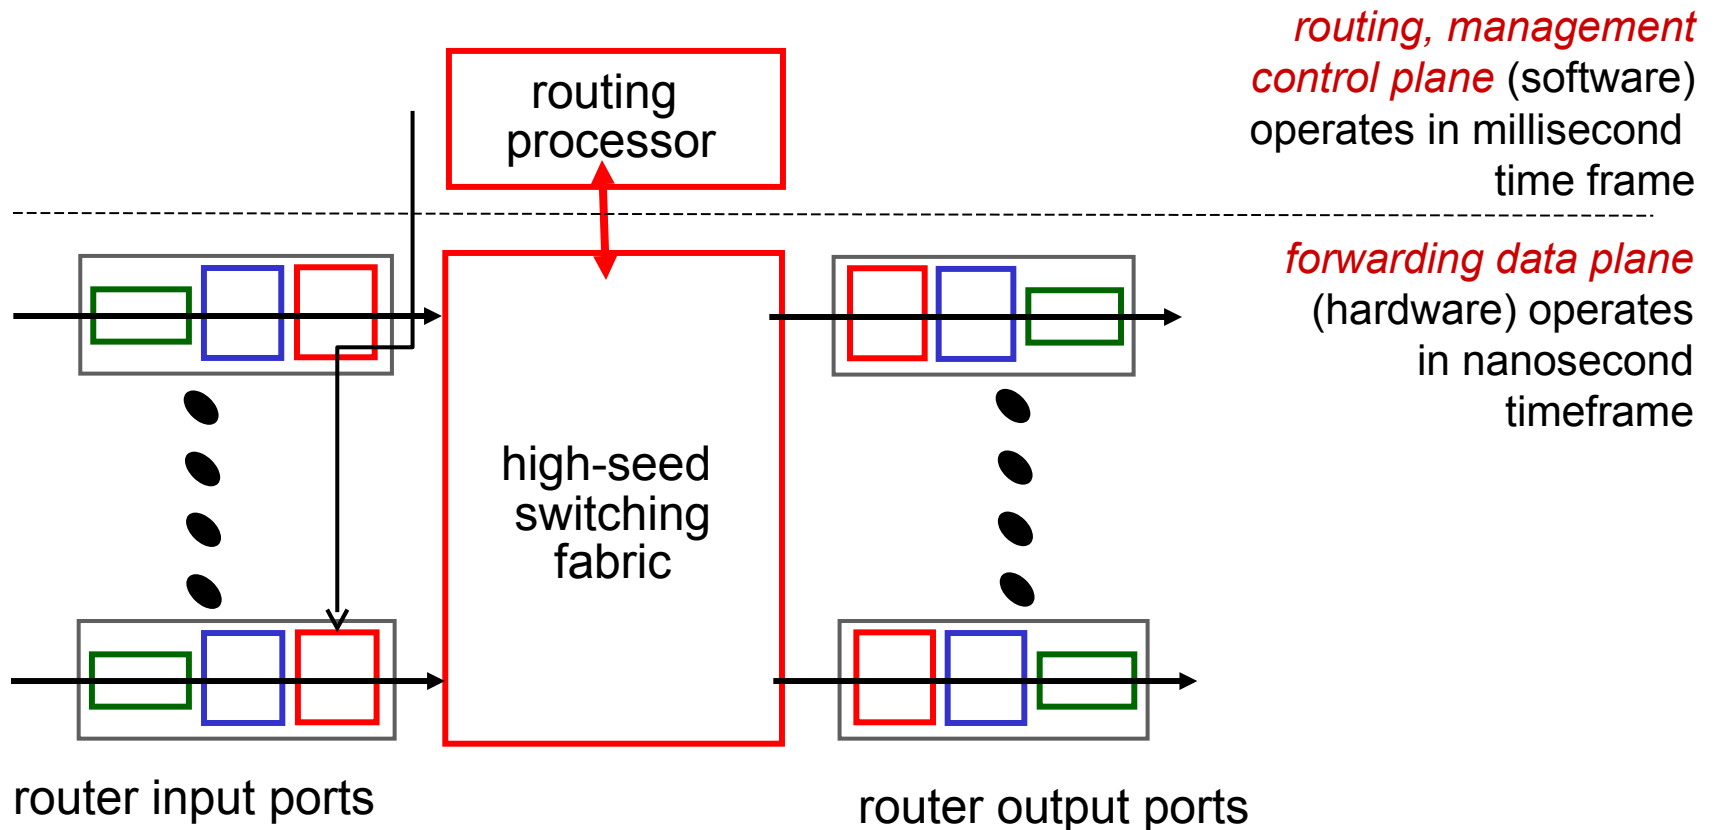 routing
processor
routing, management
control plane (software)
operates in millisecond
time frame
forwarding data plane
(hardware) operates
in nanosecond
timeframe
high-seed
switching
fabric
router input ports
router output ports